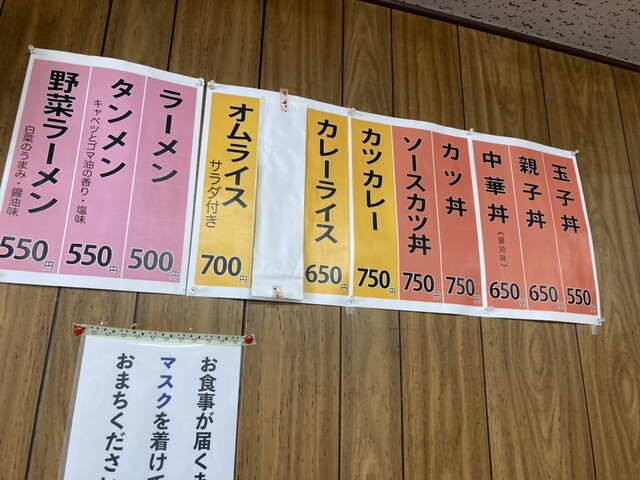 玉子丼
550円
親子丼
650円
中華丼
《醤油味》
650円
カツ丼
750円
ソースカツ丼
750円
カツカレー
750円
カレーライス
650円
オムライス
サラダ付き
700円
ラーメン
500円
タンメン
キャベツとゴマ油の香り・塩味
550円
野菜ラーメン
白菜のうまみ・醤油味
550円
お食事が届くま
マスクを着けて
おまちください